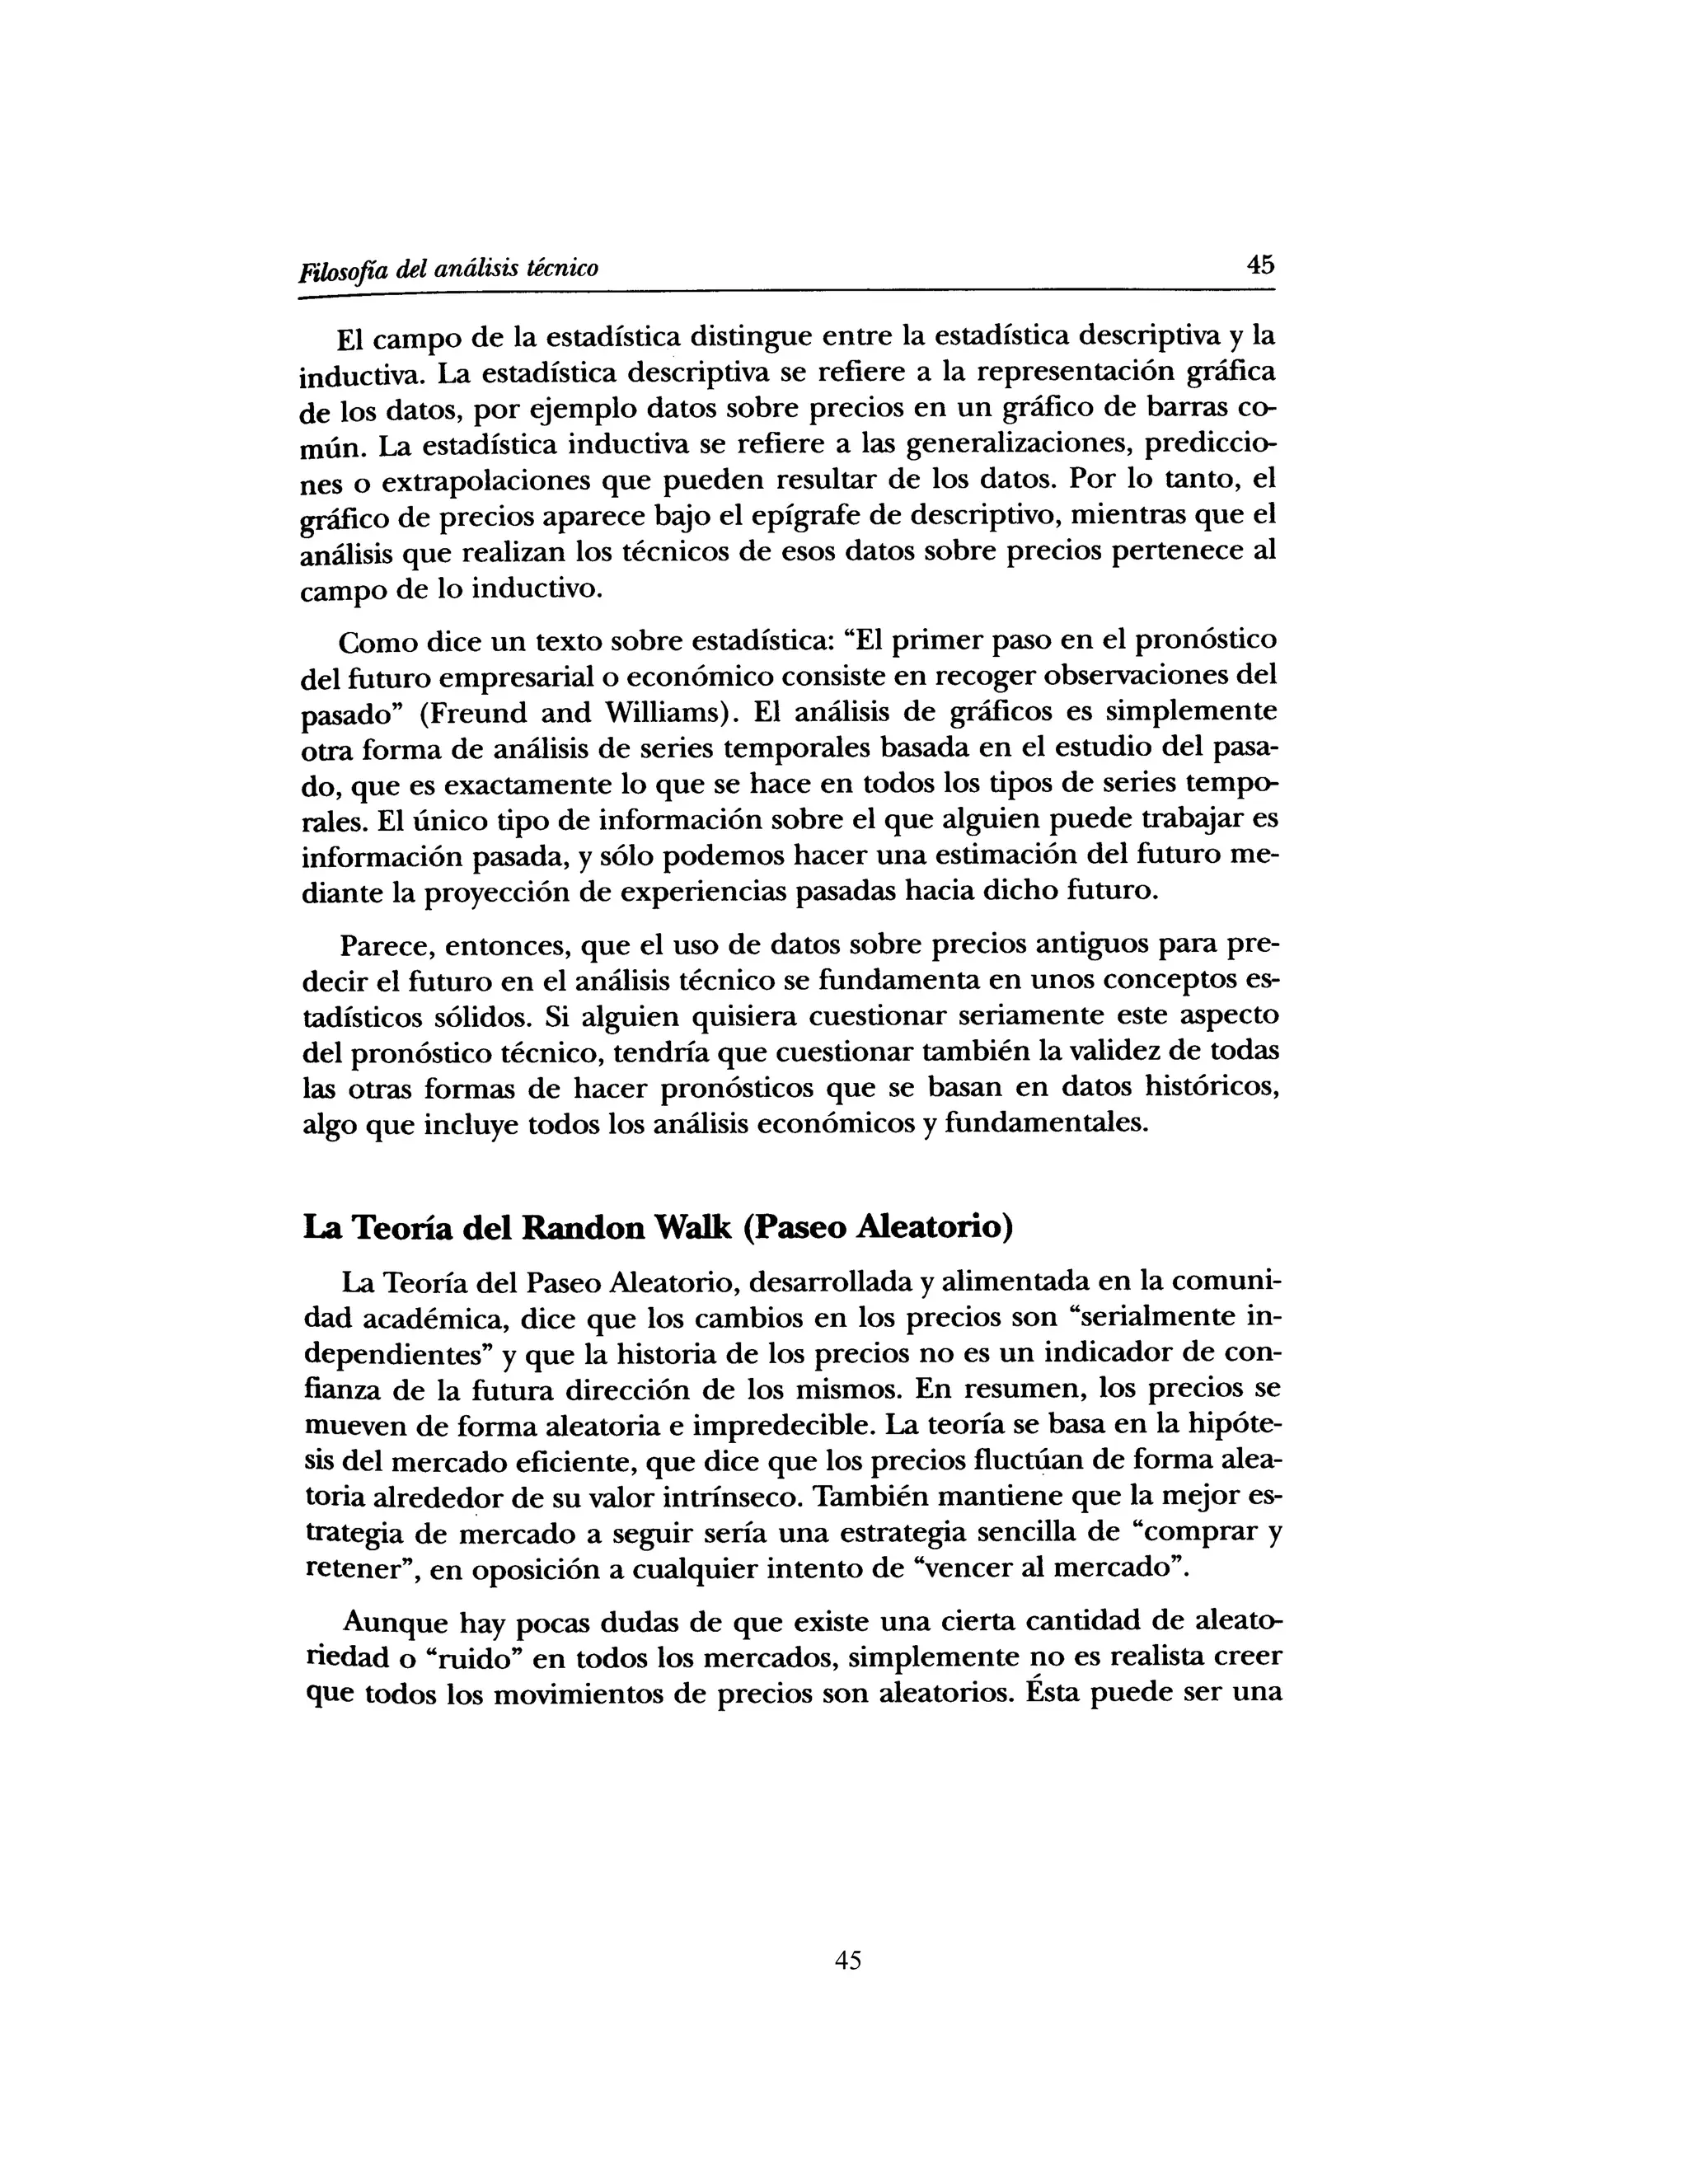 Filosofía del análisis técnico 45
El campo de la estadística distingue entre la estadística descriptiva y la
inductiva. La estadística descriptiva se refiere a la representación gráfica
de los datos, por ejemplo datos sobre precios en un gráfico de barras co-
mún. La estadística inductiva se refiere a las generalizaciones, prediccio-
nes o extrapolaciones que pueden resultar de los datos. Por lo tanto, el
gráfico de precios aparece bajo el epígrafe de descriptivo, mientras que el
análisis que realizan los técnicos de esos datos sobre precios pertenece al
campo de lo inductivo.
Como dice un texto sobre estadística: “El primer paso en el pronóstico
del futuro empresarial o económico consiste en recoger observaciones del
pasado” (Freund and Williams). El análisis de gráficos es simplemente
otra forma de análisis de series temporales basada en el estudio del pasa-
do, que es exactamente lo que se hace en todos los tipos de series tempo-
rales. El único tipo de información sobre el que alguien puede trabajar es
información pasada, y sólo podemos hacer una estimación del futuro me-
diante la proyección de experiencias pasadas hacia dicho futuro.
Parece, entonces, que el uso de datos sobre precios antiguos para pre-
decir el futuro en el análisis técnico se fundamenta en unos conceptos es-
tadísticos sólidos. Si alguien quisiera cuestionar seriamente este aspecto
del pronóstico técnico, tendría que cuestionar también la validez de todas
las otras formas de hacer pronósticos que se basan en datos históricos,
algo que incluye todos los análisis económicos y fundamentales.
La Teoría del Randon Walk (Paseo Aleatorio)
La Teoría del Paseo Aleatorio, desarrollada y alimentada en la comuni-
dad académica, dice que los cambios en los precios son “serialmente in-
dependientes” y que la historia de los precios no es un indicador de con-
fianza de la futura dirección de los mismos. En resumen, los precios se
mueven de forma aleatoria e impredecible. La teoría se basa en la hipóte-
sis del mercado eficiente, que dice que los precios fluctúan de forma alea-
toria alrededor de su valor intrínseco. También mantiene que la mejor es-
trategia de mercado a seguir sería una estrategia sencilla de “comprar y
retener”, en oposición a cualquier intento de “vencer al mercado”.
Aunque hay pocas dudas de que existe una cierta cantidad de aleato-
riedad o “ruido” en todos los mercados, simplemente no es realista creer
que todos los movimientos de precios son aleatorios. Ésta puede ser una
45